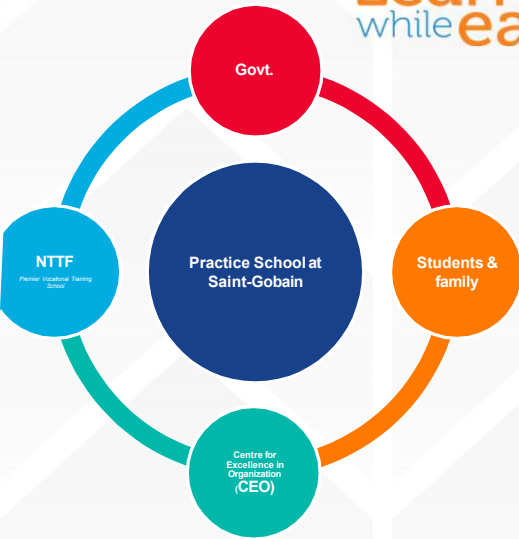 while
Govt.
NTTF
Premier Vocational Training
School
Practice School at
Saint-Gobain
Students &
family
Centre for
Excellence in
Organization
(CEO)